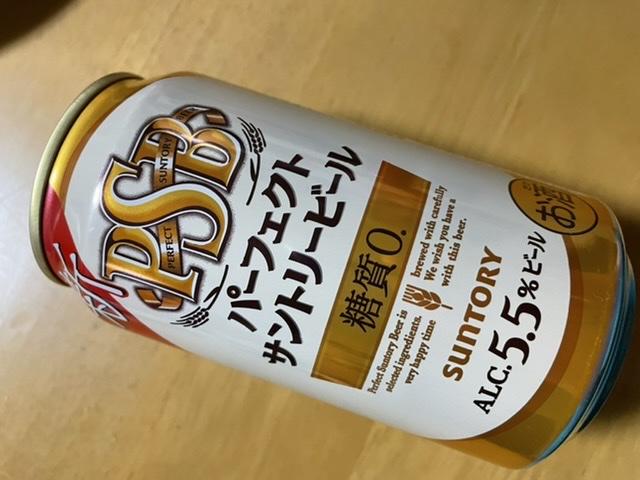 新
PSB
PERFECT
SUNTORY
BEER
パーフェクト
サントリービール
糖質0.
Perfect Suntory Beer is brewed with carefully
selected ingredients. We wish you have a
very happy time with this beer.
SUNTORY
ALC.5.5%ビール
お酒